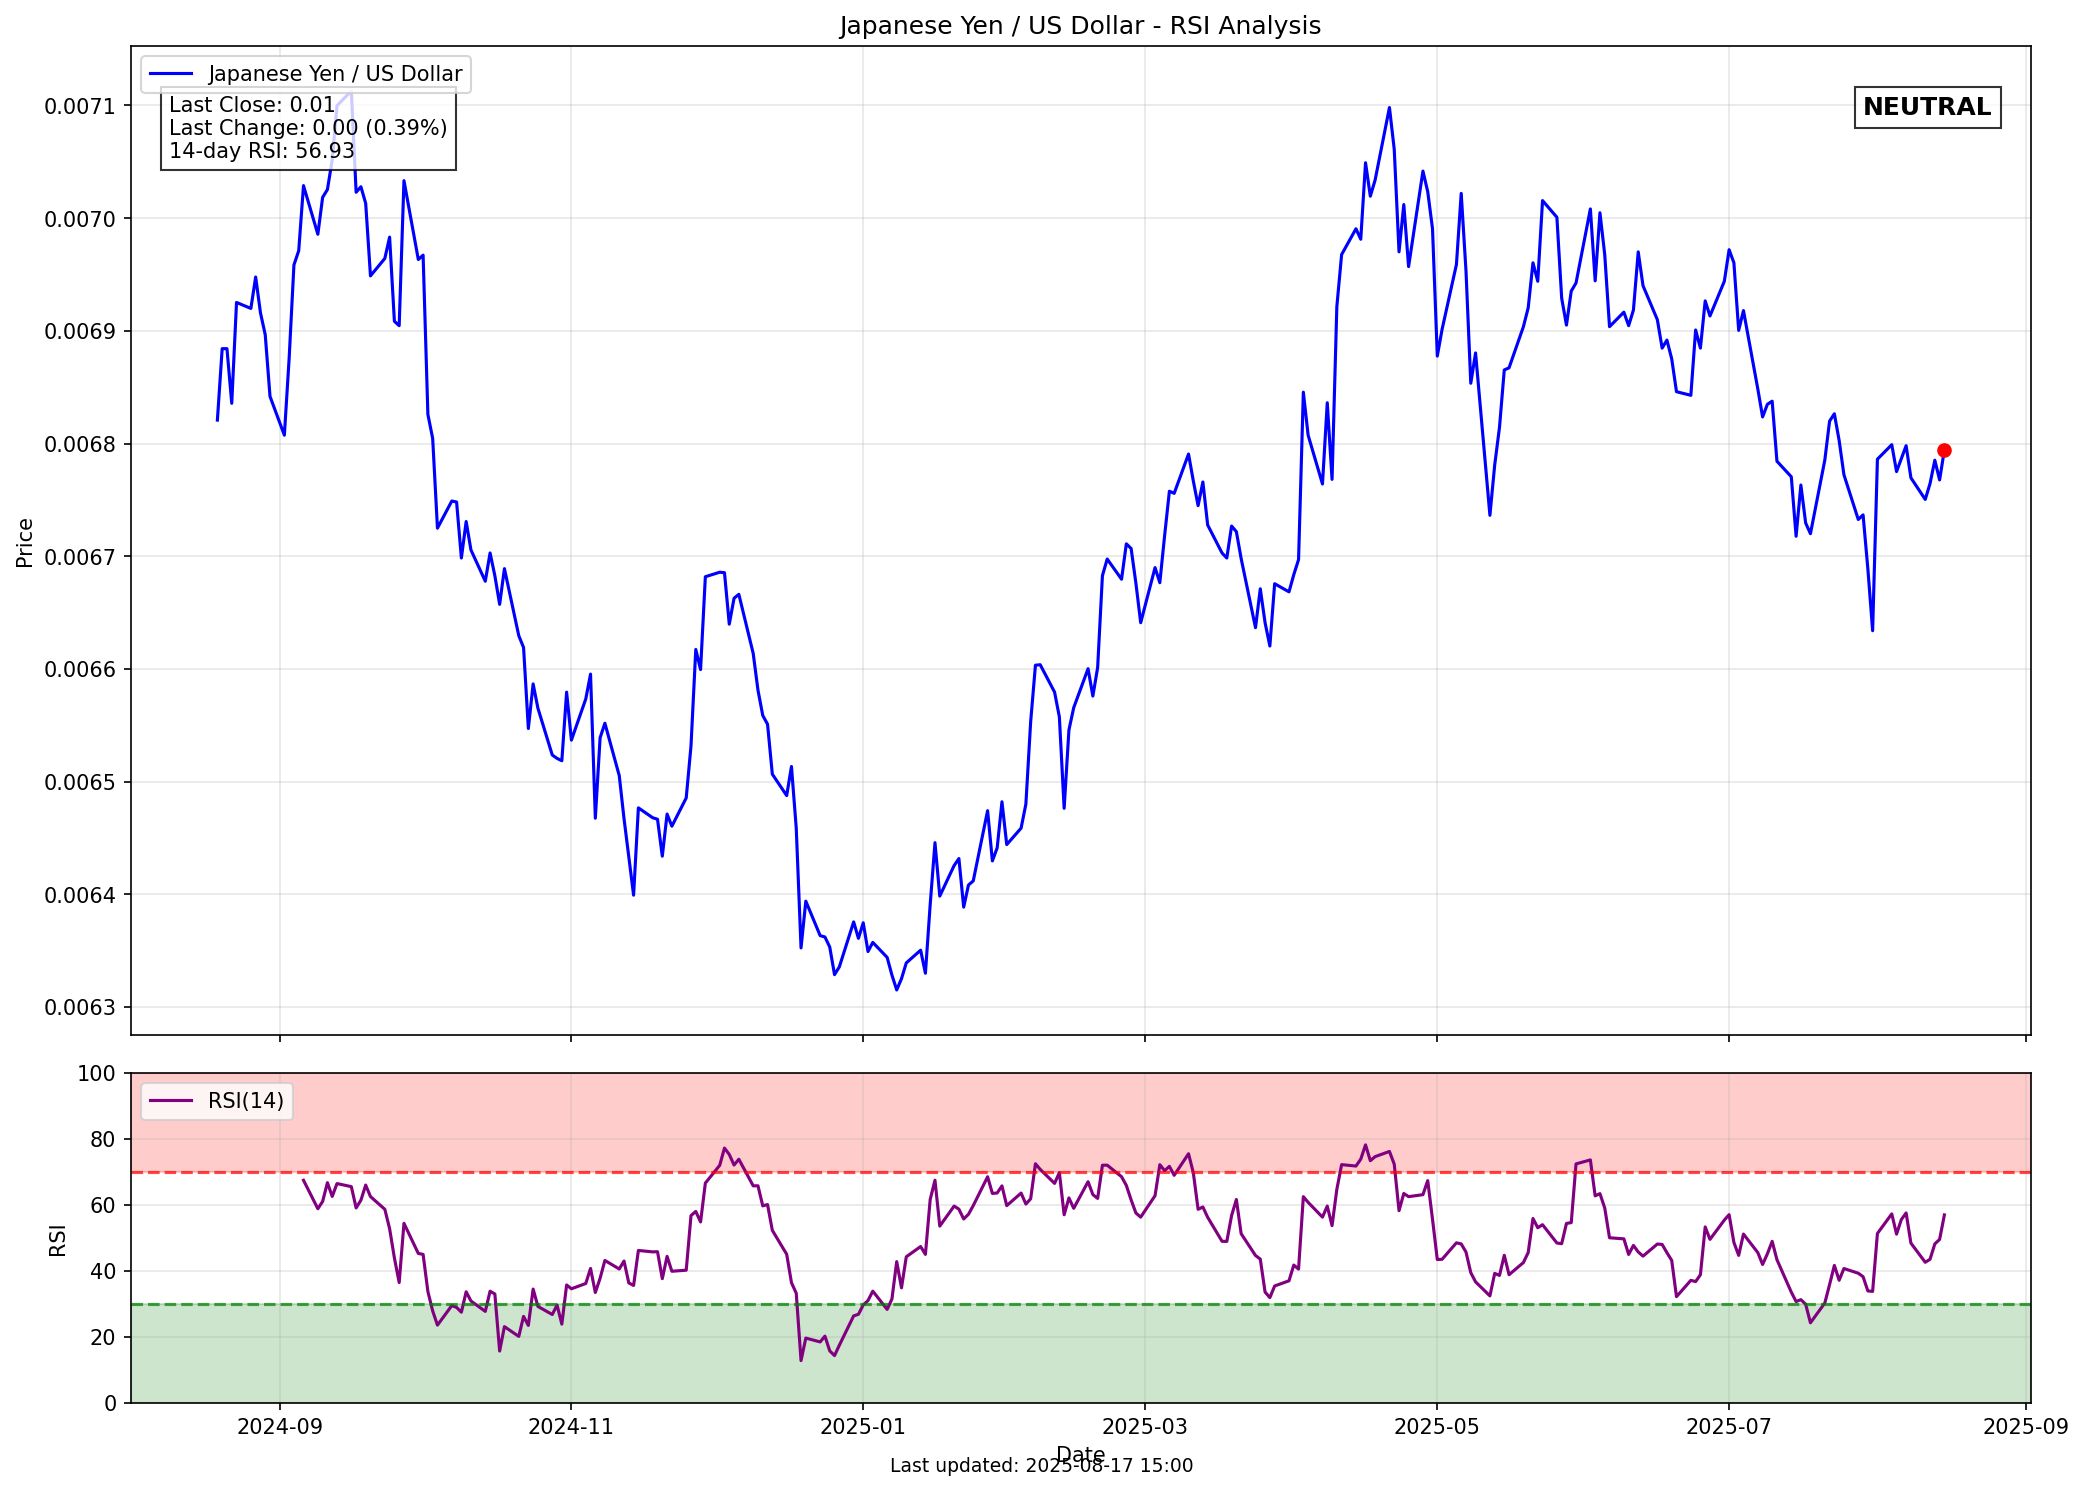 Japanese Yen / US Dollar - RSI Analysis
Japanese Yen / US Dollar
Last Close: 0.01
Last Change: 0.00 (0.39%)
14-day RSI: 56.93
NEUTRAL
0.0071
0.0070
0.0069
0.0068
0.0067
0.0066
0.0065
0.0064
0.0063
Price
RSI(14)
100
80
60
40
20
0
RSI
2024-09
2024-11
2025-01
2025-03
2025-05
2025-07
2025-09
Date
Last updated: 2025-08-17 15:00